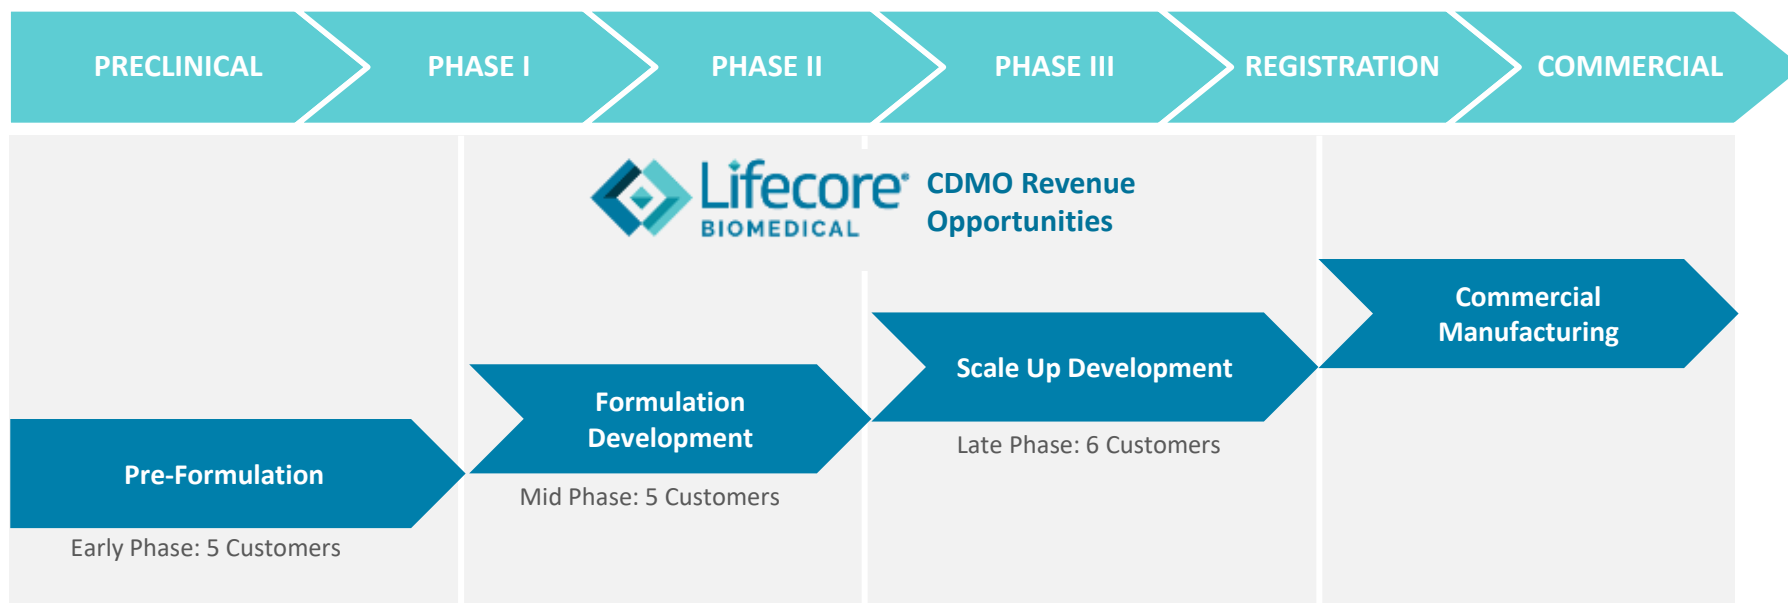 PRECLINICAL
PHASE I
PHASE II
PHASE III
REGISTRATION
COMMERCIAL
Lifecore®
BIOMEDICAL
CDMO Revenue
Opportunities
Commercial
Manufacturing
Scale Up Development
Late Phase: 6 Customers
Formulation
Development
Mid Phase: 5 Customers
Pre-Formulation
Early Phase: 5 Customers